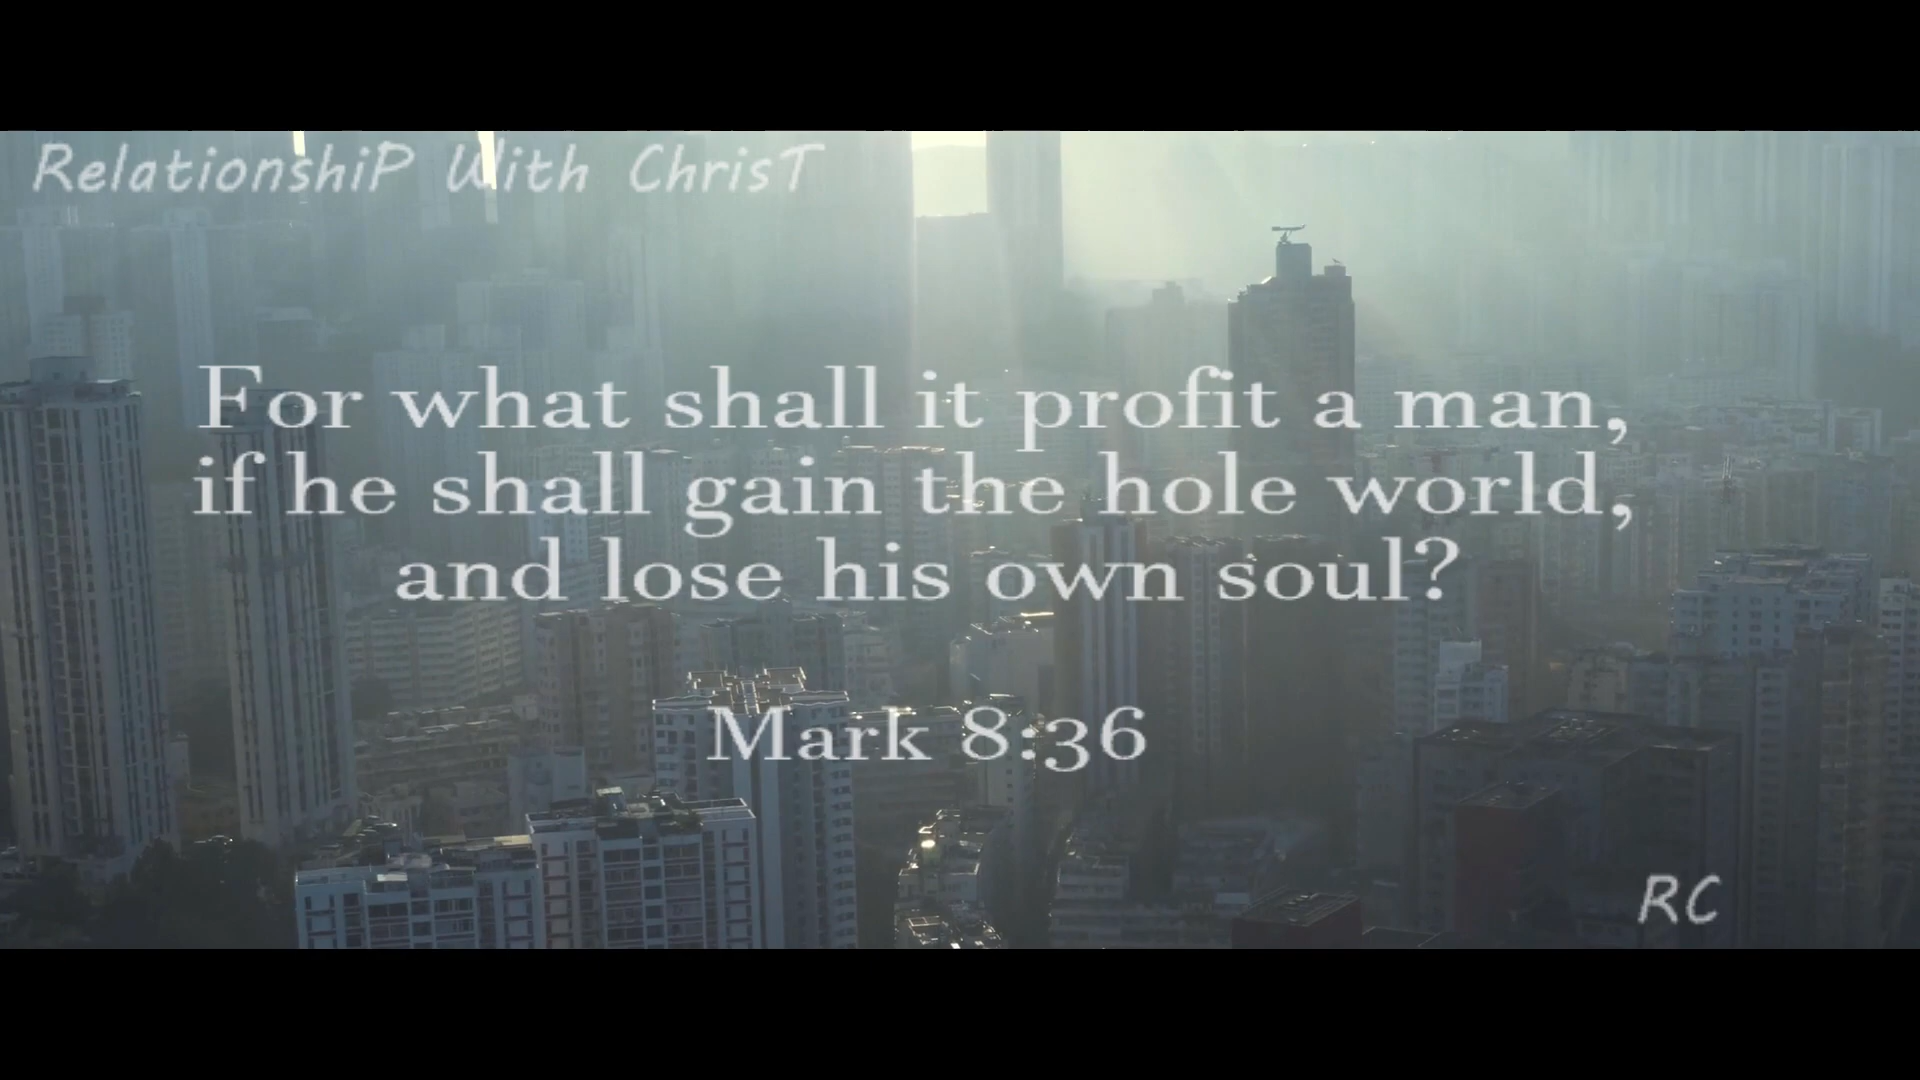 RelationshiP With ChrisT
For what shall it profit a man,
if he shall gain the hole world,
and lose his own soul?
Mark 8:36
RC